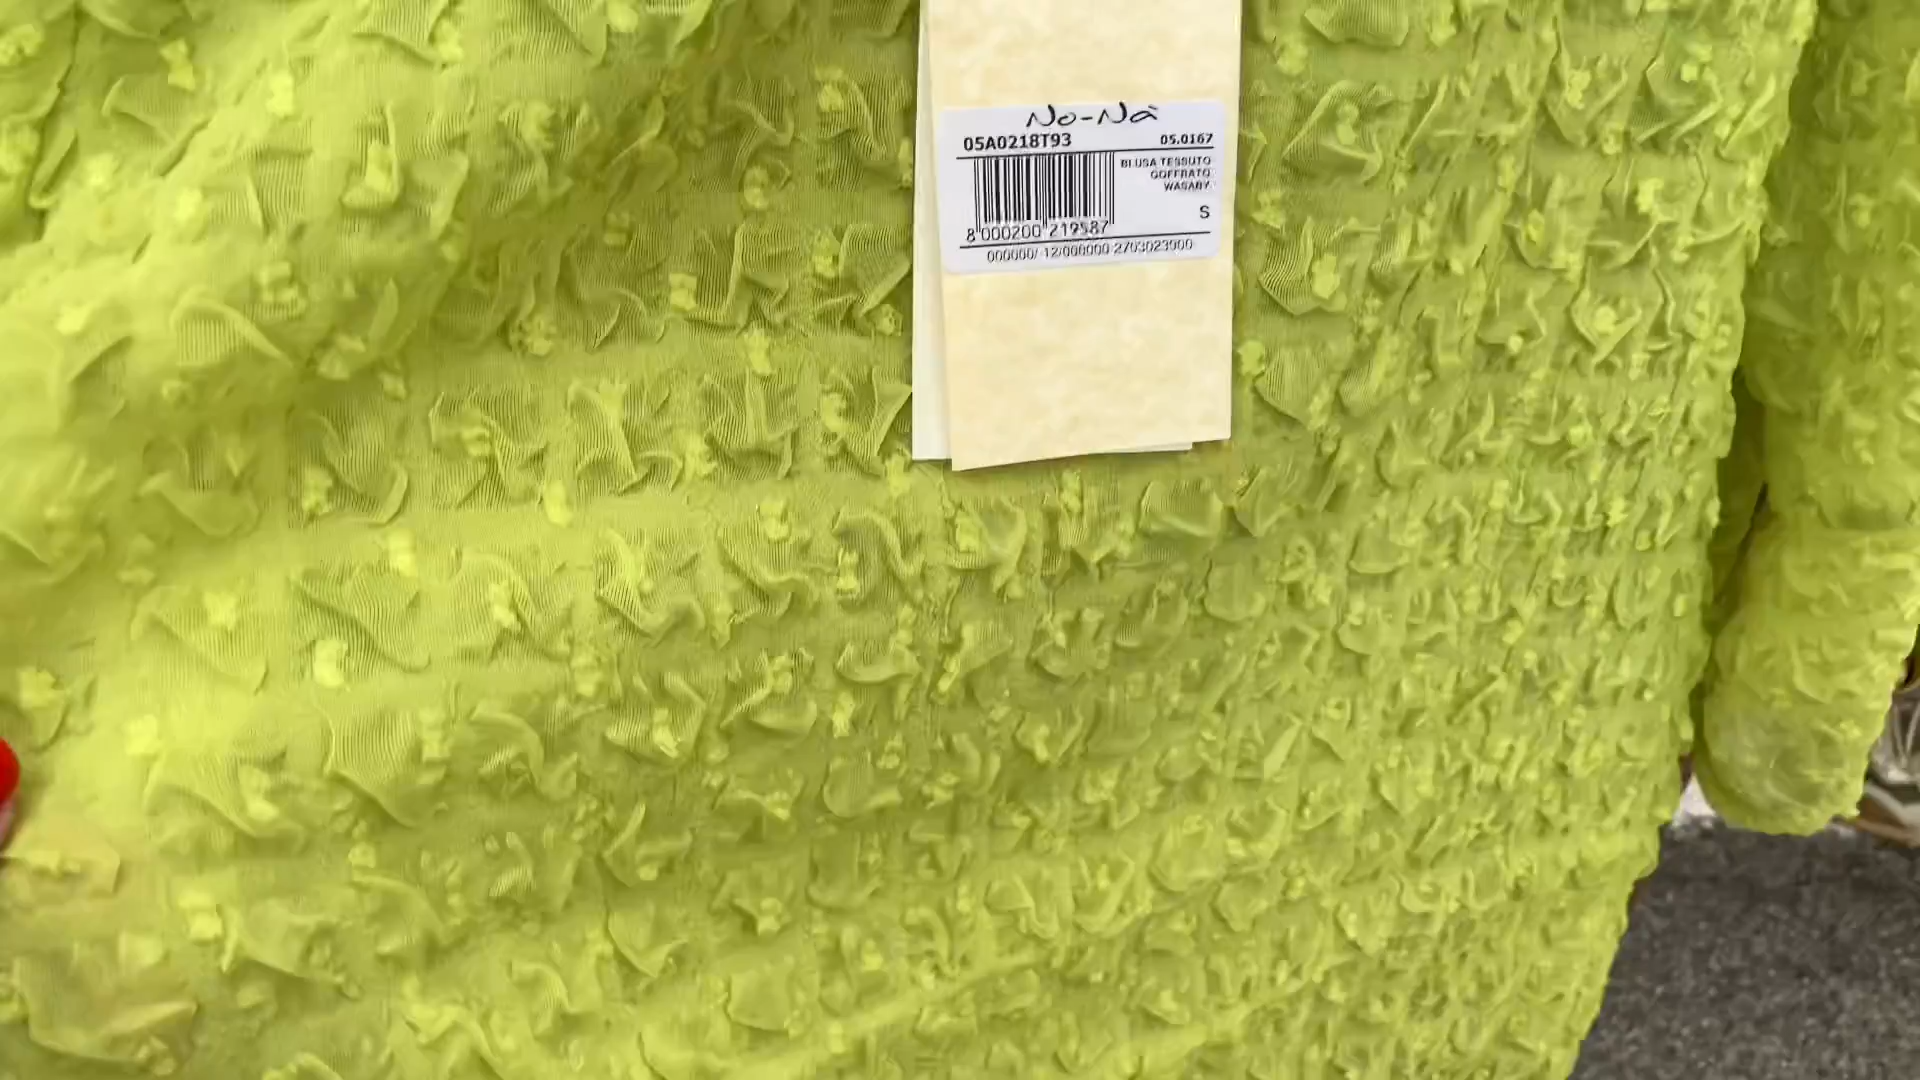 No-Nà
05A0218T93 05.0167
BLUSA TESSUTO
GOFFRATO
WASABY
S
8 000200 219587
000000/ 12/000000 2703023000